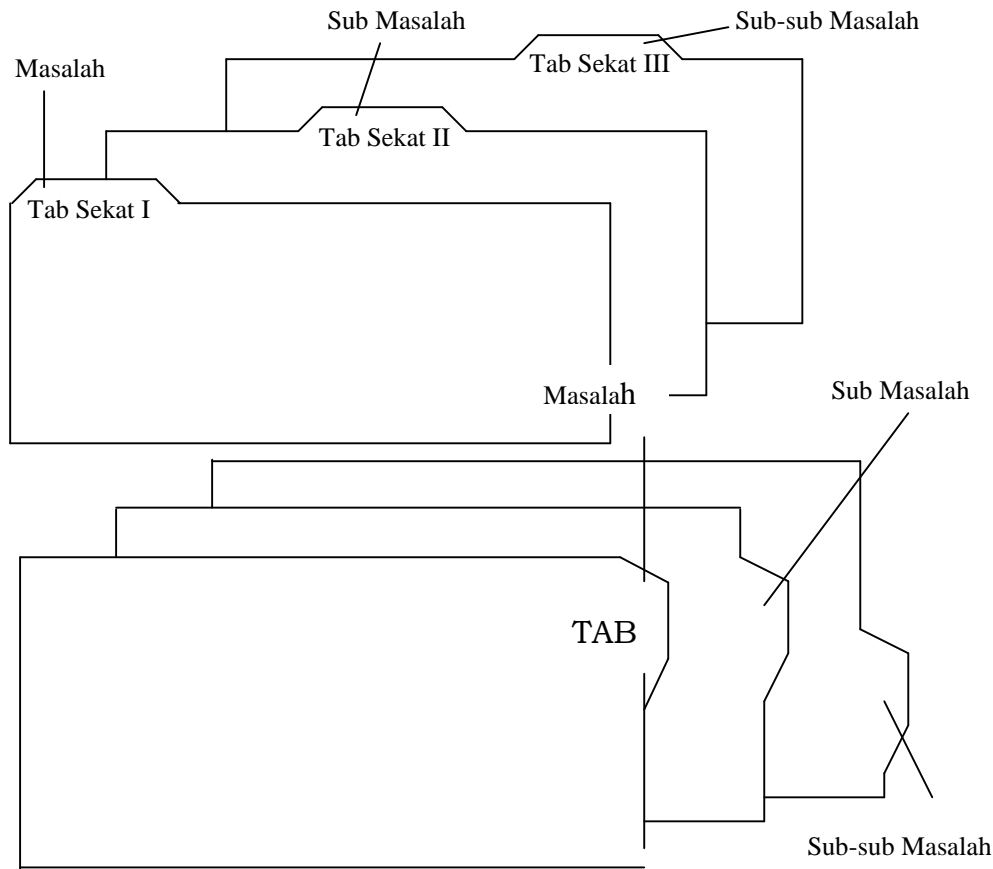 Sub Masalah
Sub-sub Masalah
Masalah
Tab Sekat III
Tab Sekat II
Tab Sekat I
Masalah
Sub Masalah
TAB
Sub-sub Masalah